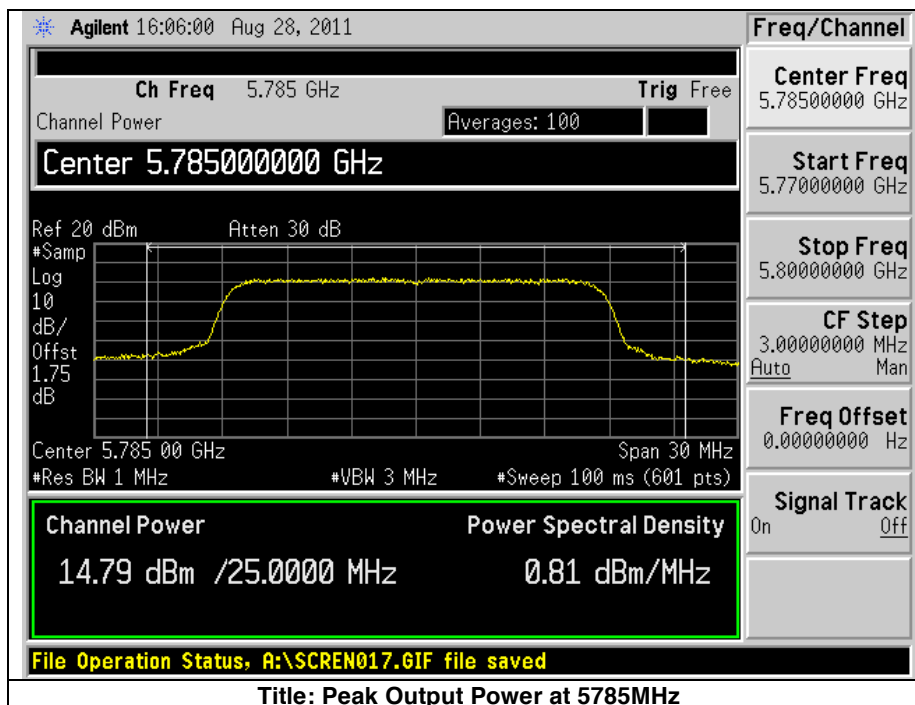 Agilent 16:06:00 Aug 28, 2011
Freq/Channel
Ch Freq 5.785 GHz Trig Free
Channel Power Averages: 100
Center 5.785000000 GHz
Ref 20 dBm Atten 30 dB
#Samp
Log
10
dB/
Offst
1.75
dB
Center 5.785 00 GHz Span 30 MHz
#Res BW 1 MHz #VBW 3 MHz #Sweep 100 ms (601 pts)
Channel Power Power Spectral Density
14.79 dBm /25.0000 MHz 0.81 dBm/MHz
File Operation Status, A:\SCREN017.GIF file saved
Center Freq
5.78500000 GHz
Start Freq
5.77000000 GHz
Stop Freq
5.80000000 GHz
CF Step
3.00000000 MHz
Auto Man
Freq Offset
0.00000000 Hz
Signal Track
On Off
Title: Peak Output Power at 5785MHz